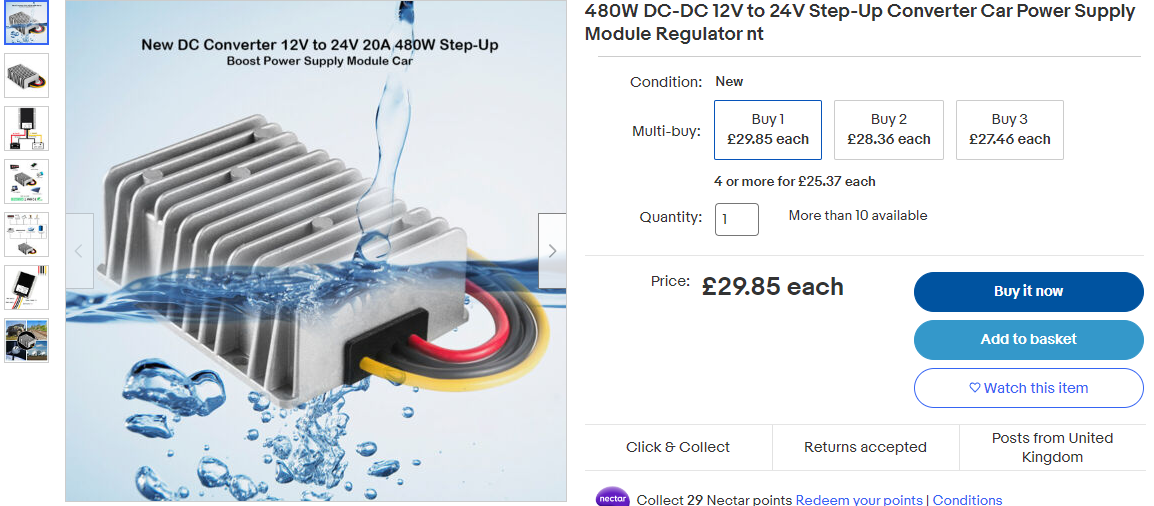 480W DC-DC 12V to 24V Step-Up Converter Car Power Supply
Module Regulator nt
New DC Converter 12V to 24V 20A 480W Step-Up
Boost Power Supply Module Car
Condition: New
Multi-buy:
Buy 1
£29.85 each
Buy 2
£28.36 each
Buy 3
£27.46 each
4 or more for £25.37 each
Quantity: 1 More than 10 available
Price: £29.85 each
Buy it now
Add to basket
Watch this item
Click & Collect
Returns accepted
Posts from United
Kingdom
nectar Collect 29 Nectar points Redeem your points | Conditions